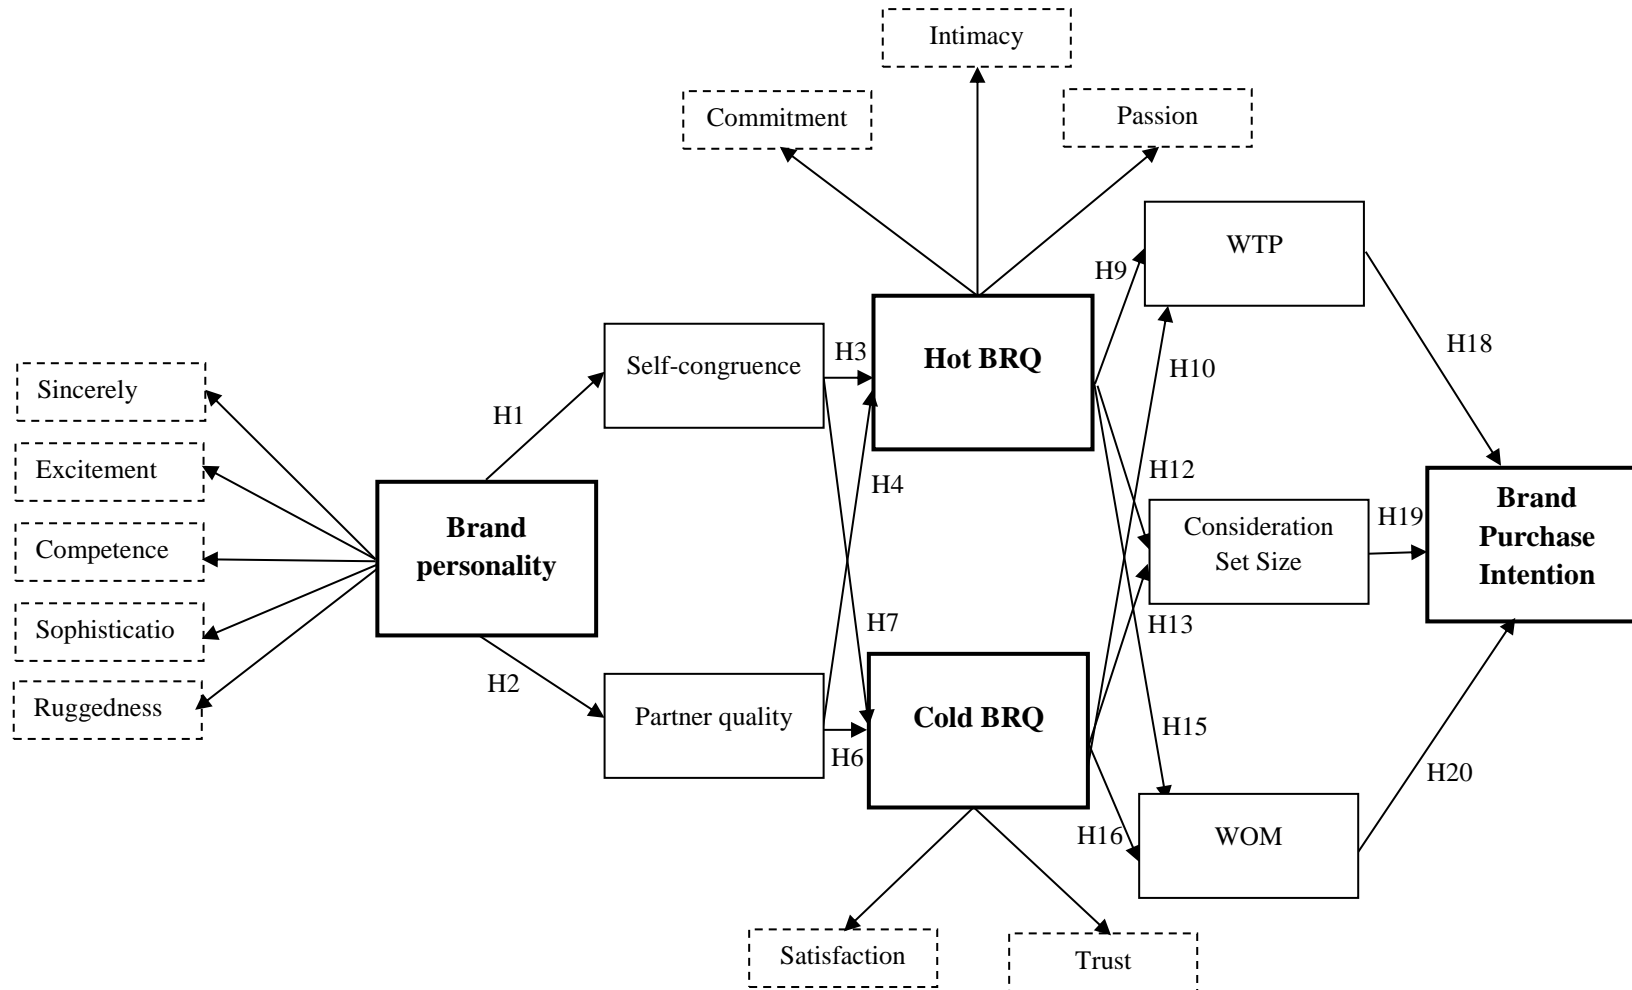 Intimacy
Commitment
Passion
WTP
H9
Hot BRQ
H3
Self-congruence
H10
H18
Sincerely
H1
Excitement
H4
H12
Brand
personality
Competence
Consideration
Set Size
H19
Brand
Purchase
Intention
Sophisticatio
H7
H13
Ruggedness
H2
Partner quality
H6
Cold BRQ
H15
H20
H16
WOM
Satisfaction
Trust